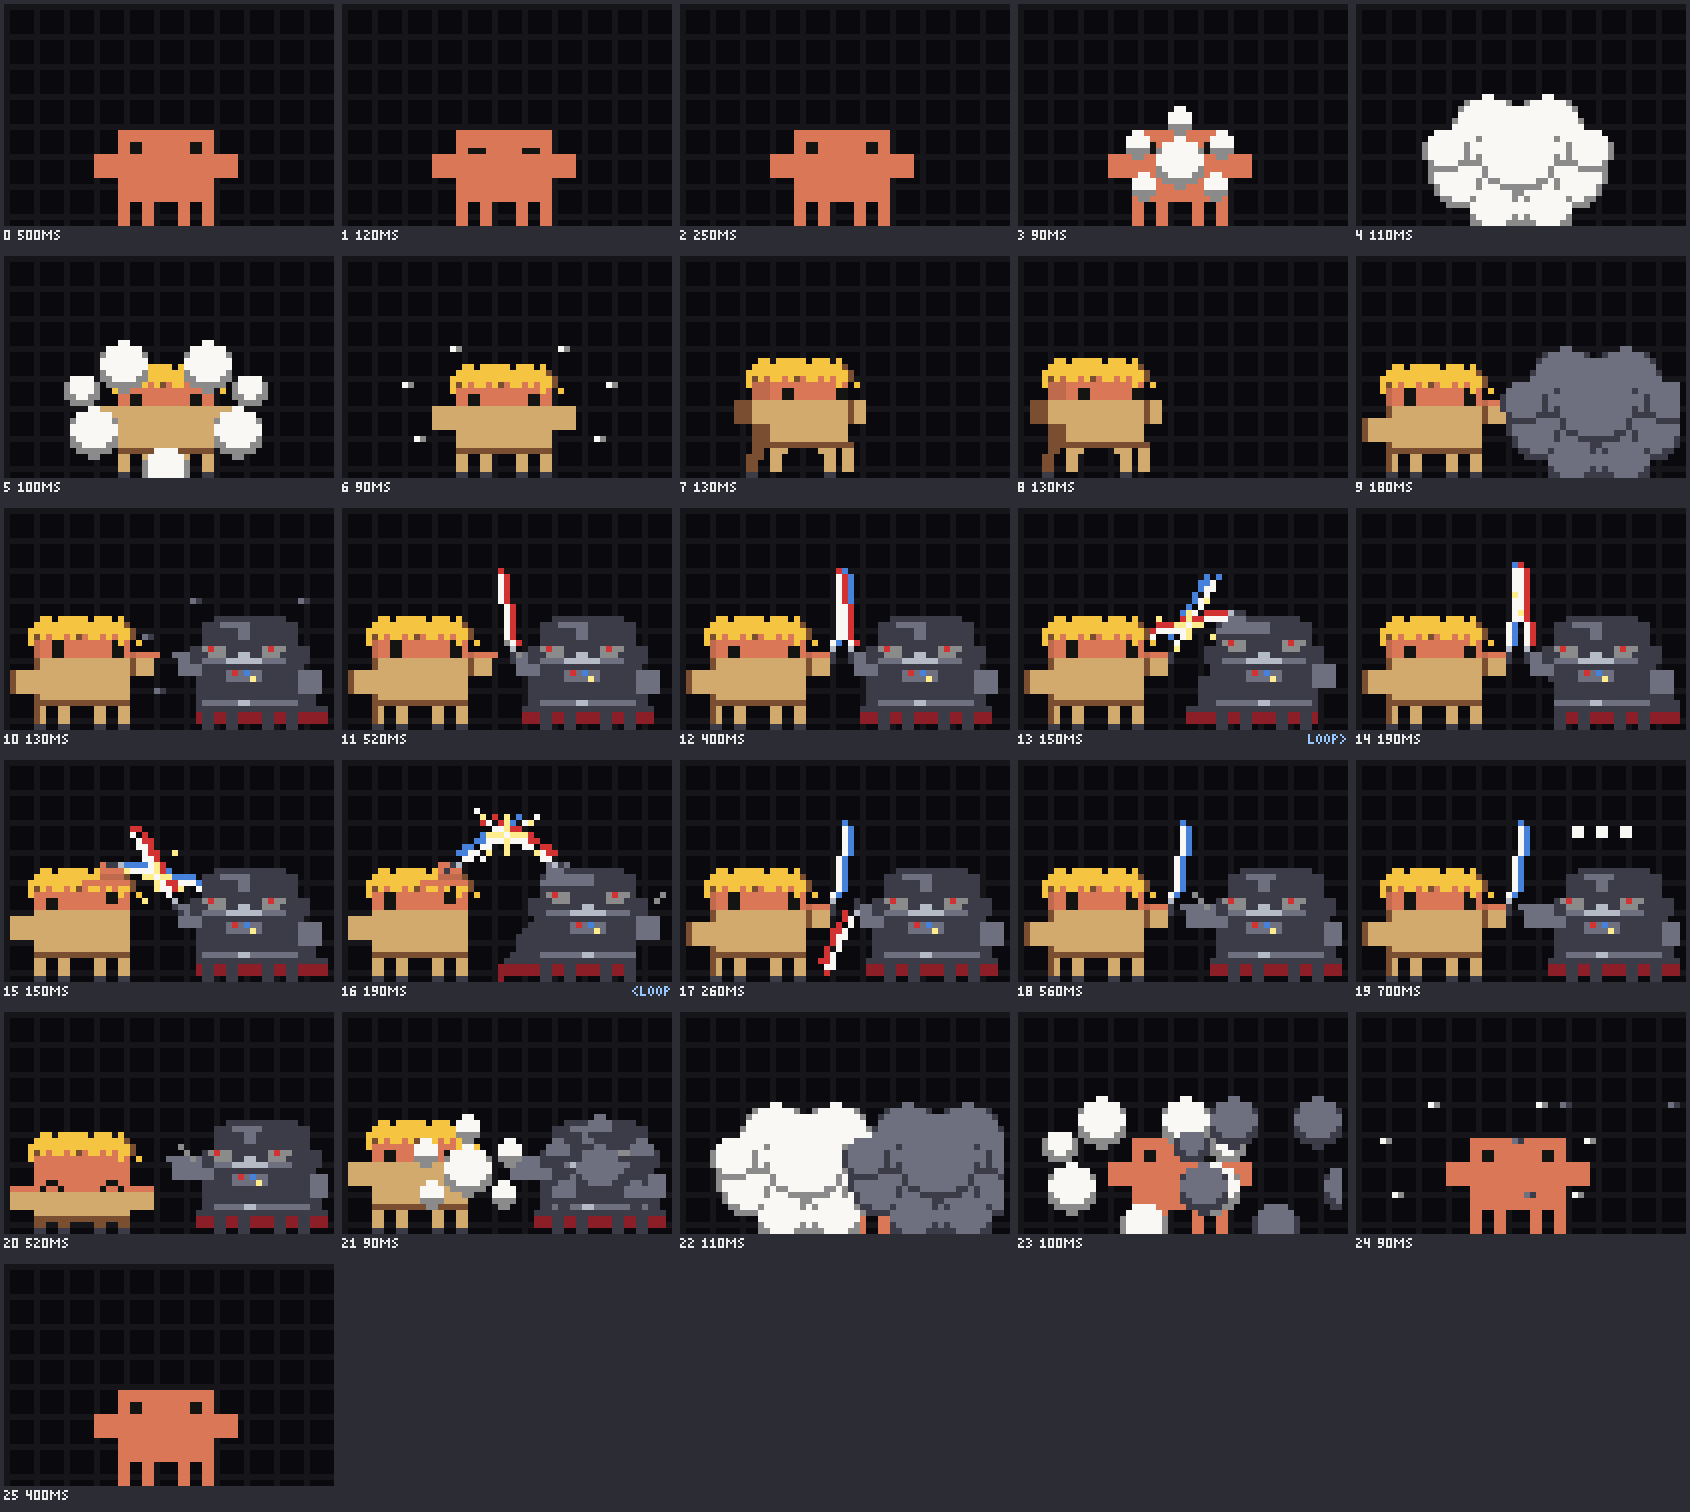 0 500MS
1 120MS
2 250MS
3 90MS
4 110MS
5 100MS
6 90MS
7 130MS
8 130MS
9 180MS
10 130MS
11 520MS
12 400MS
13 150MS LOOP>
14 190MS
15 150MS
16 190MS <LOOP
17 260MS
18 560MS
19 700MS
20 520MS
21 90MS
22 110MS
23 100MS
24 90MS
25 400MS